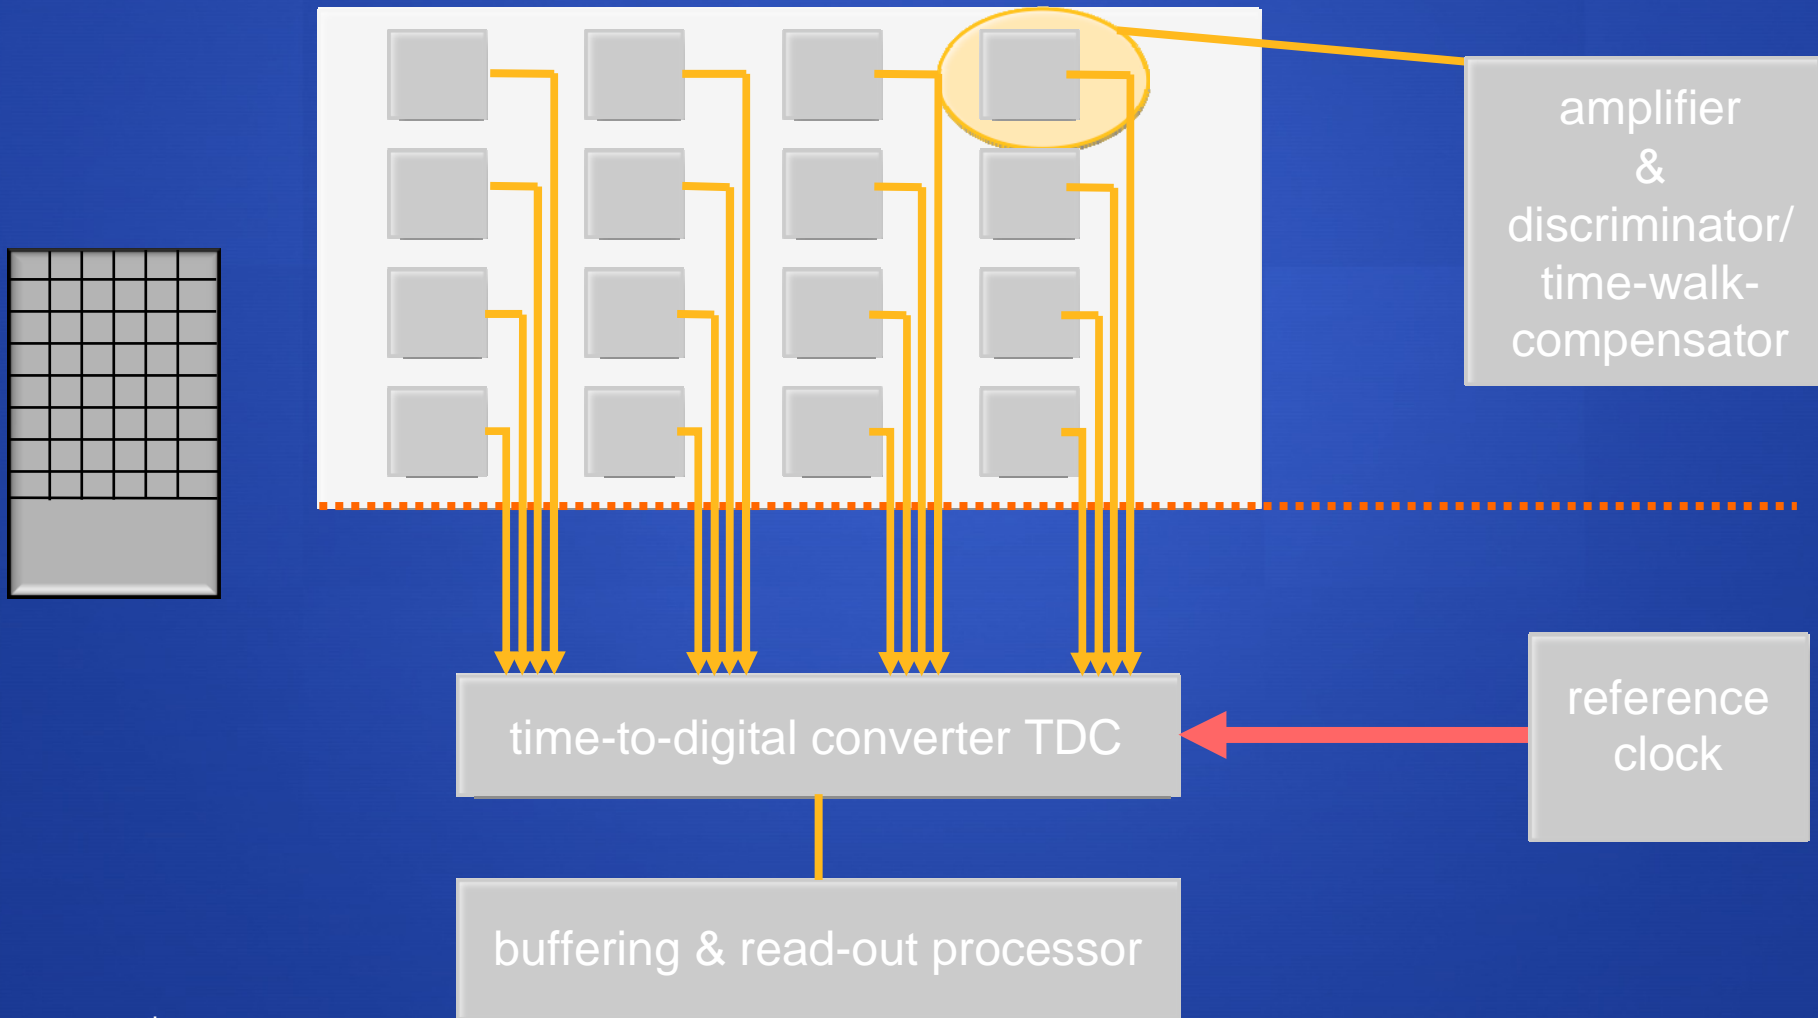 amplifier
&
discriminator/
time-walk-
compensator
time-to-digital converter TDC
reference
clock
buffering & read-out processor